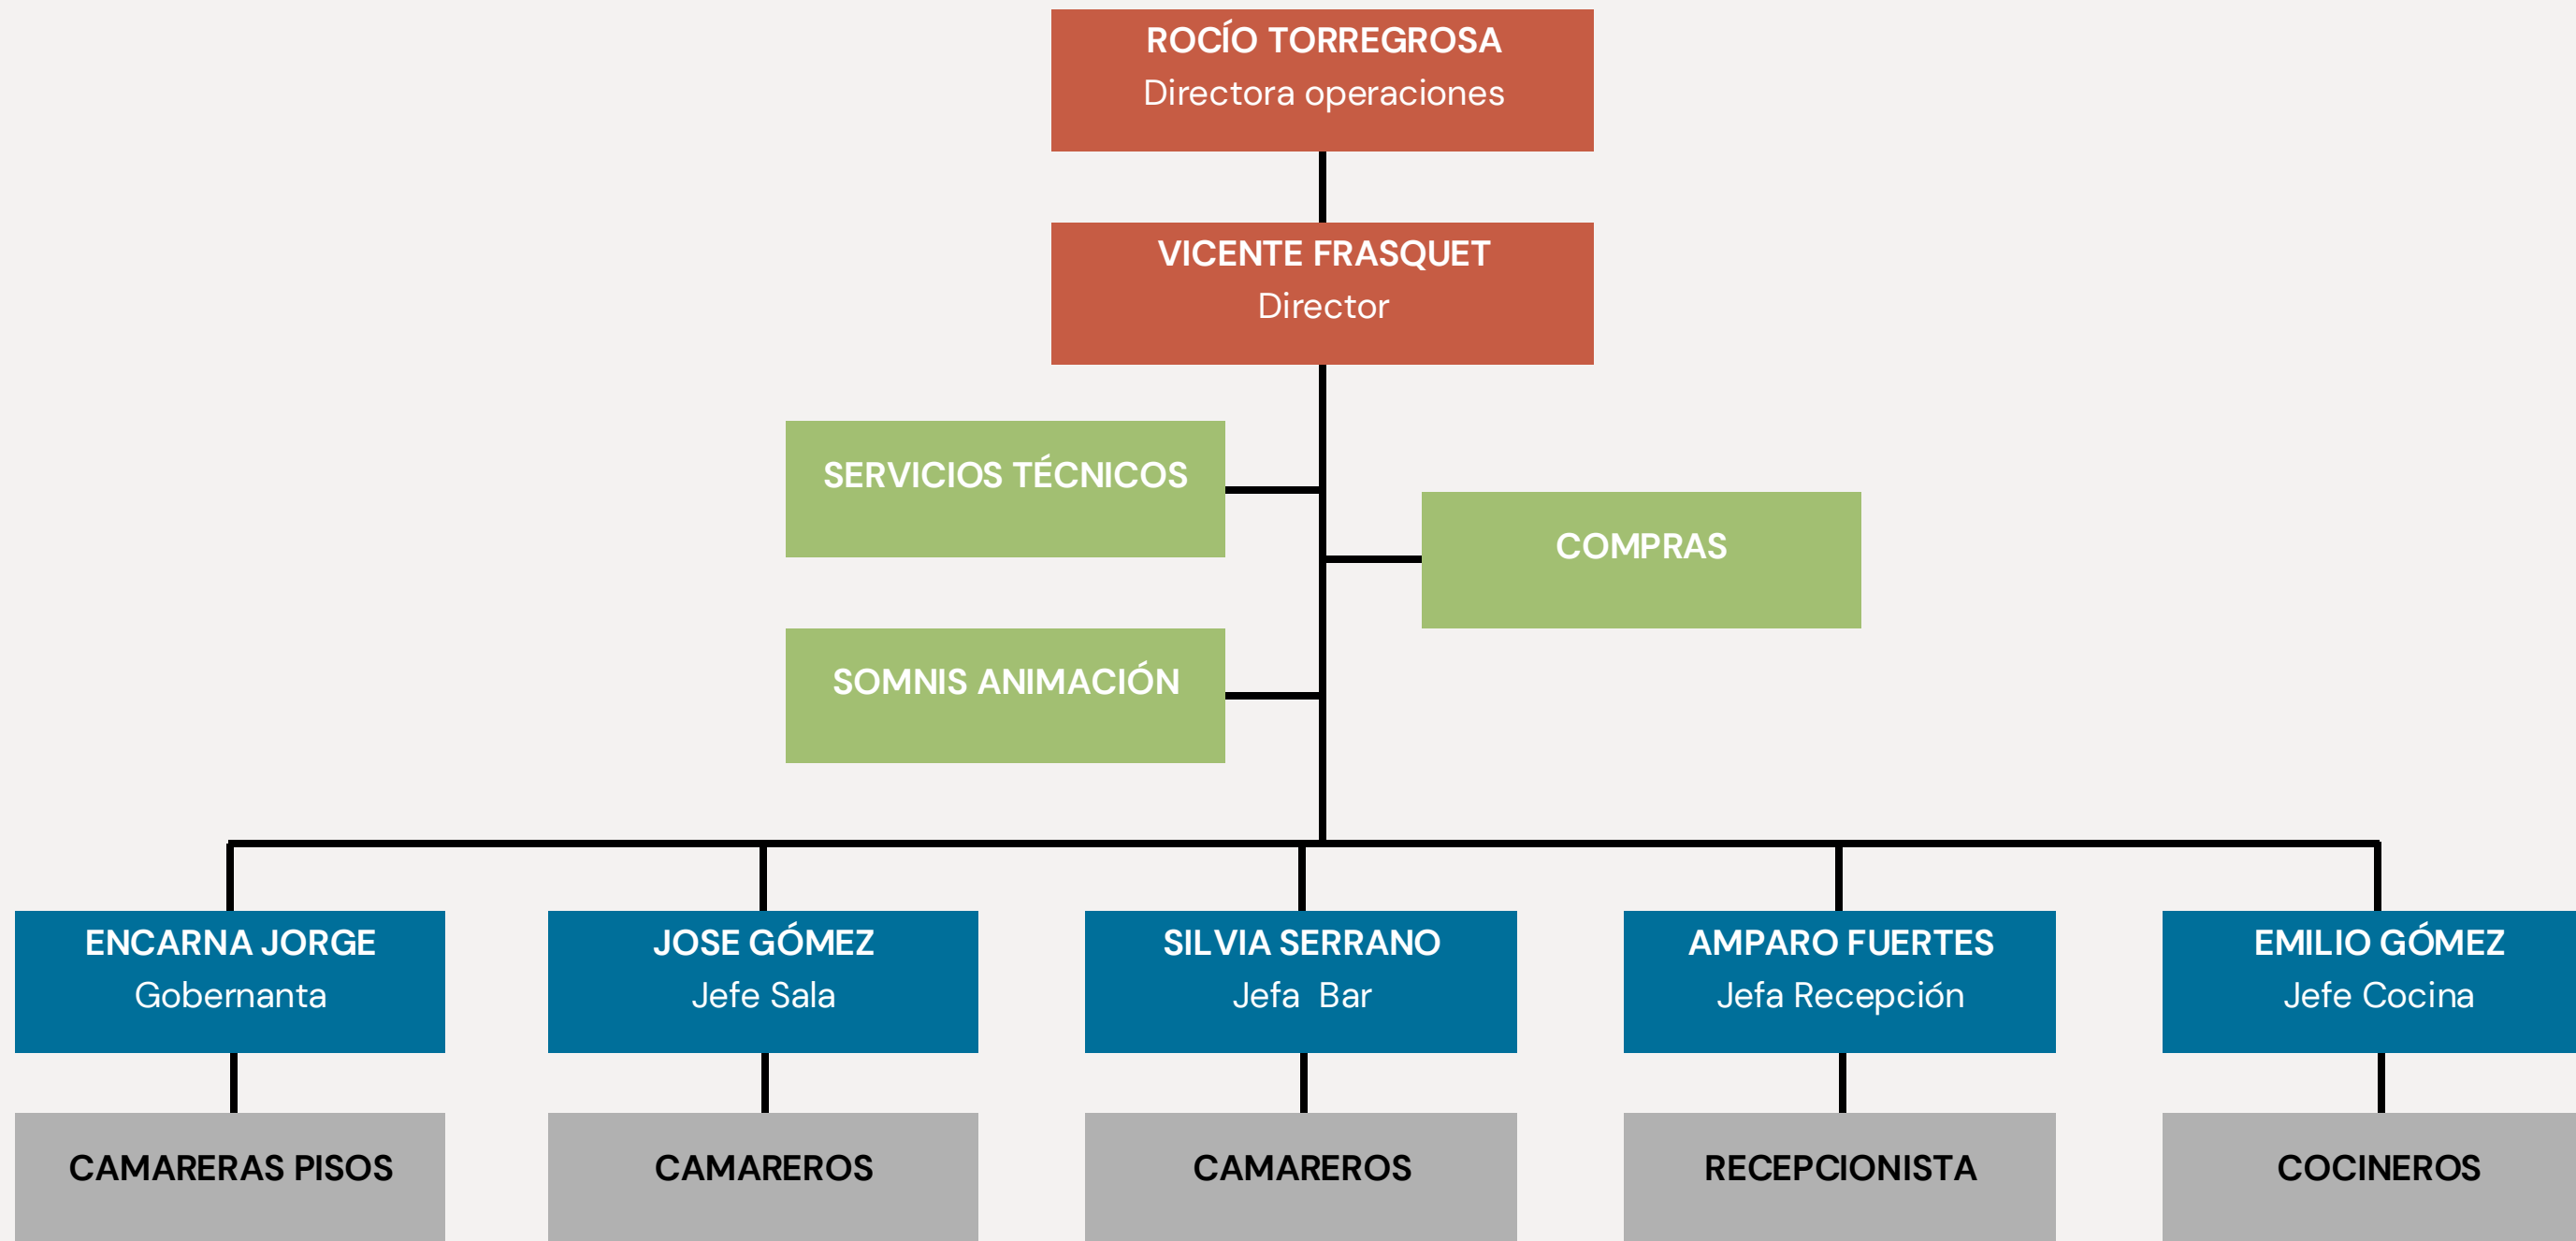 ROCÍO TORREGROSA
Directora operaciones
VICENTE FRASQUET
Director
SERVICIOS TÉCNICOS
COMPRAS
SOMNIS ANIMACIÓN
ENCARNA JORGE
Gobernanta
JOSE GÓMEZ
Jefe Sala
SILVIA SERRANO
Jefa  Bar
AMPARO FUERTES
Jefa Recepción
EMILIO GÓMEZ
Jefe Cocina
CAMARERAS PISOS
CAMAREROS
CAMAREROS
RECEPCIONISTA
COCINEROS